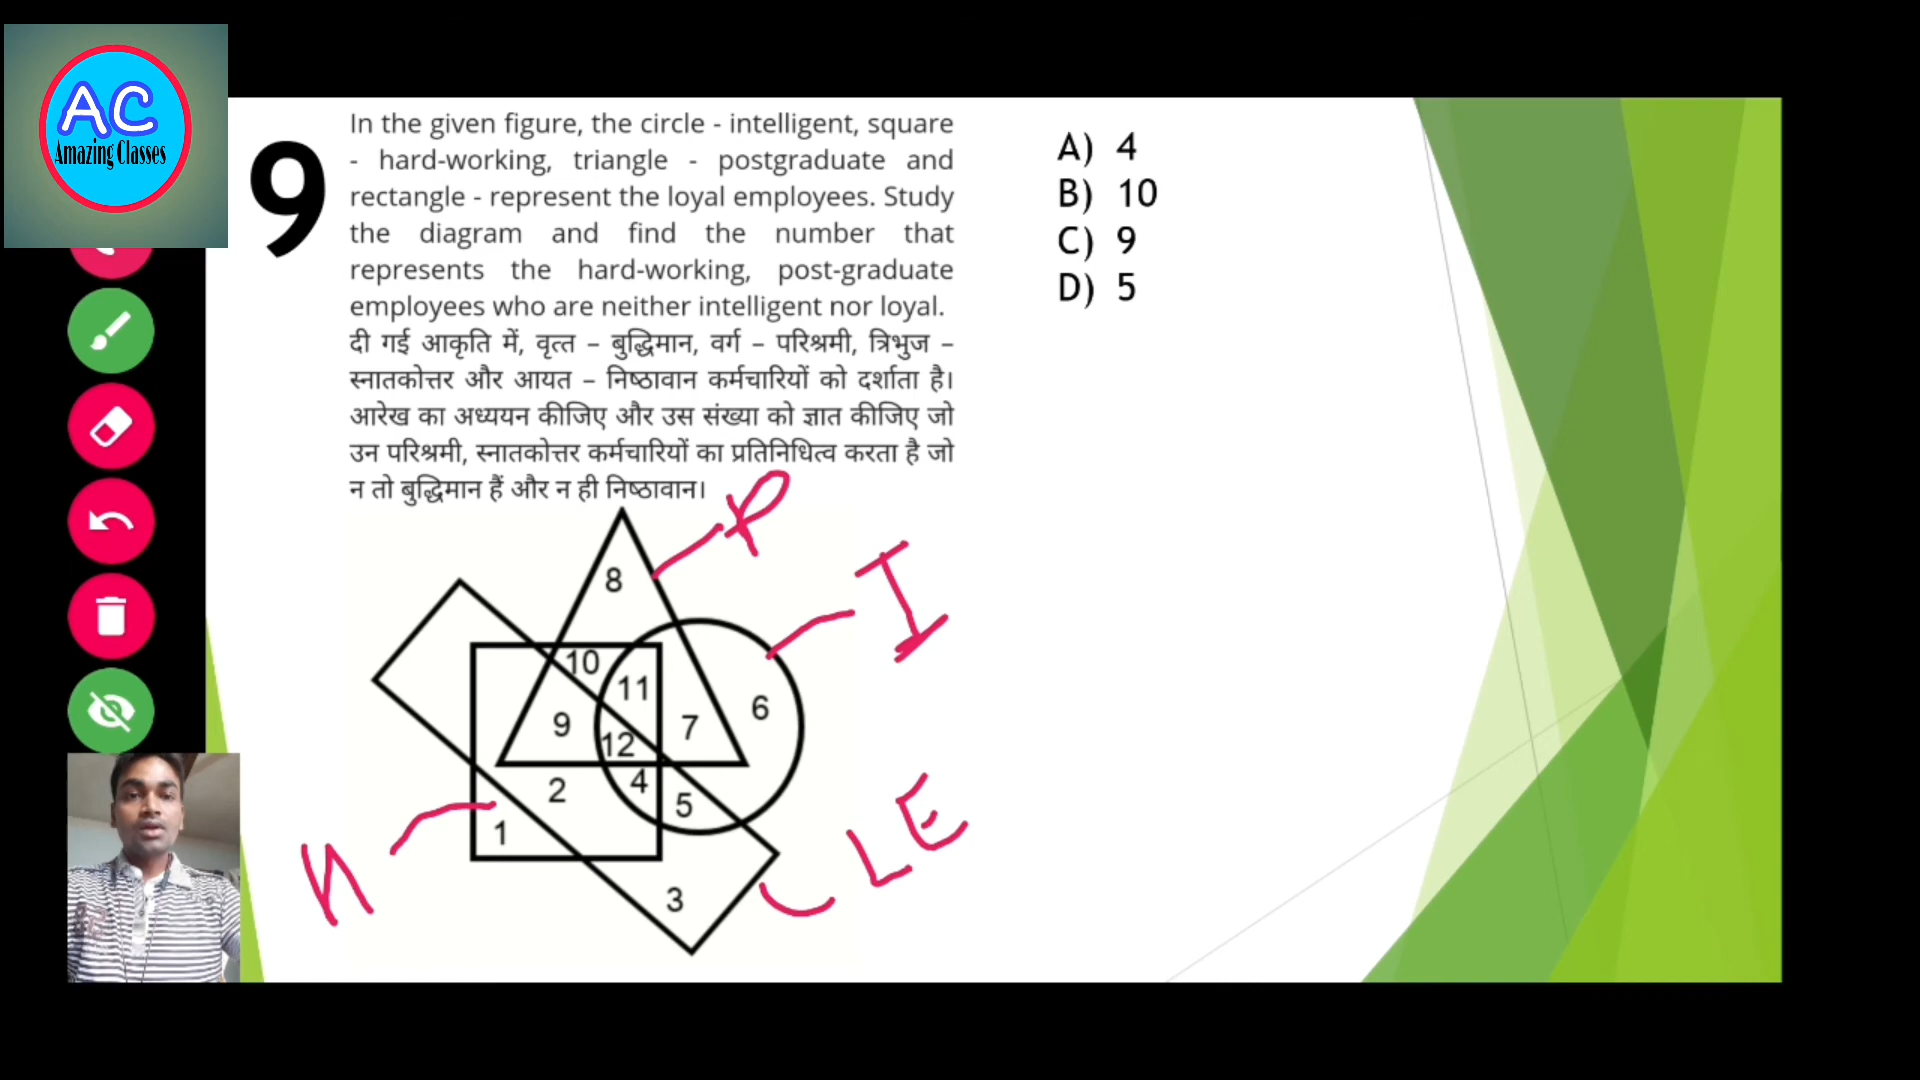 AC
Amazing Classes
9
In the given figure, the circle - intelligent, square
- hard-working, triangle - postgraduate and
rectangle - represent the loyal employees. Study
the diagram and find the number that
represents the hard-working, post-graduate
employees who are neither intelligent nor loyal.
दी गई आकृति में, वृत्त – बुद्धिमान, वर्ग – परिश्रमी, त्रिभुज –
स्नातकोत्तर और आयत – निष्ठावान कर्मचारियों को दर्शाता है।
आरेख का अध्ययन कीजिए और उस संख्या को ज्ञात कीजिए जो
उन परिश्रमी, स्नातकोत्तर कर्मचारियों का प्रतिनिधित्व करता है जो
न तो बुद्धिमान हैं और न ही निष्ठावान।
A) 4
B) 10
C) 9
D) 5
P
I
8
10
11
9
12
7
6
2
4
5
1
3
H
LE